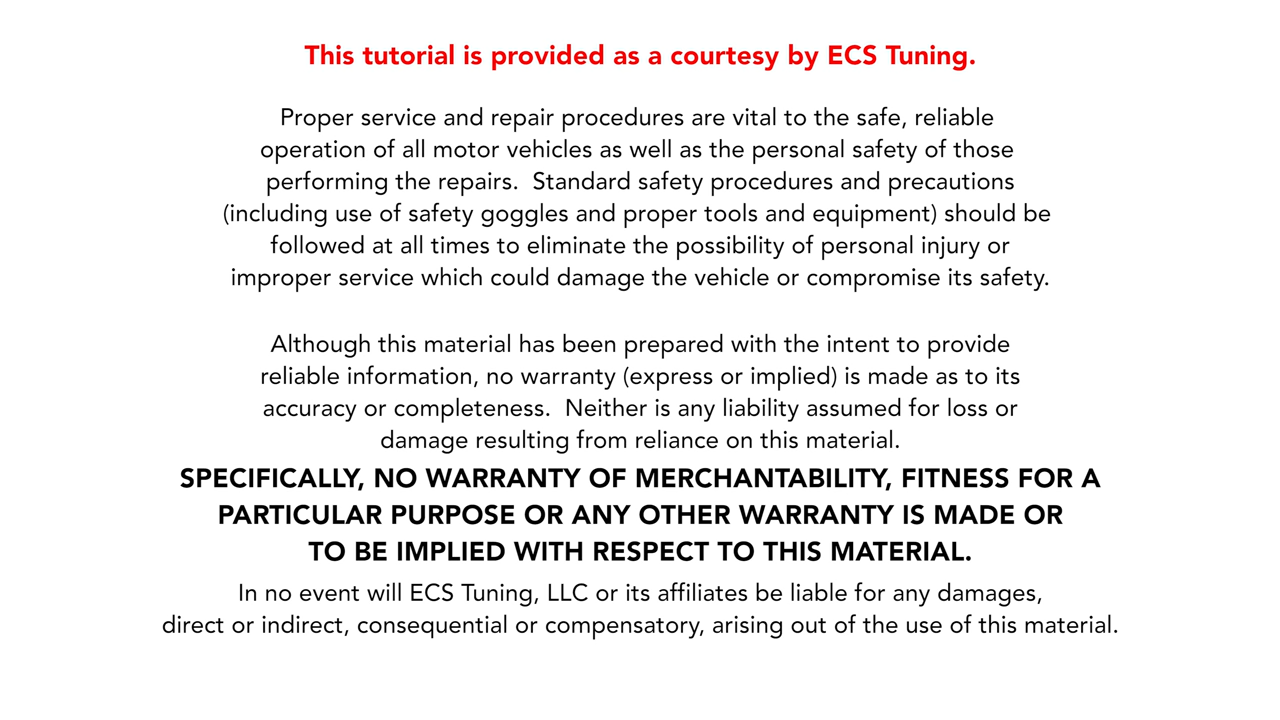 This tutorial is provided as a courtesy by ECS Tuning.
Proper service and repair procedures are vital to the safe, reliable
operation of all motor vehicles as well as the personal safety of those
performing the repairs.  Standard safety procedures and precautions
(including use of safety goggles and proper tools and equipment) should be
followed at all times to eliminate the possibility of personal injury or
improper service which could damage the vehicle or compromise its safety.
Although this material has been prepared with the intent to provide
reliable information, no warranty (express or implied) is made as to its
accuracy or completeness.  Neither is any liability assumed for loss or
damage resulting from reliance on this material.
SPECIFICALLY, NO WARRANTY OF MERCHANTABILITY, FITNESS FOR A
PARTICULAR PURPOSE OR ANY OTHER WARRANTY IS MADE OR
TO BE IMPLIED WITH RESPECT TO THIS MATERIAL.
In no event will ECS Tuning, LLC or its affiliates be liable for any damages,
direct or indirect, consequential or compensatory, arising out of the use of this material.